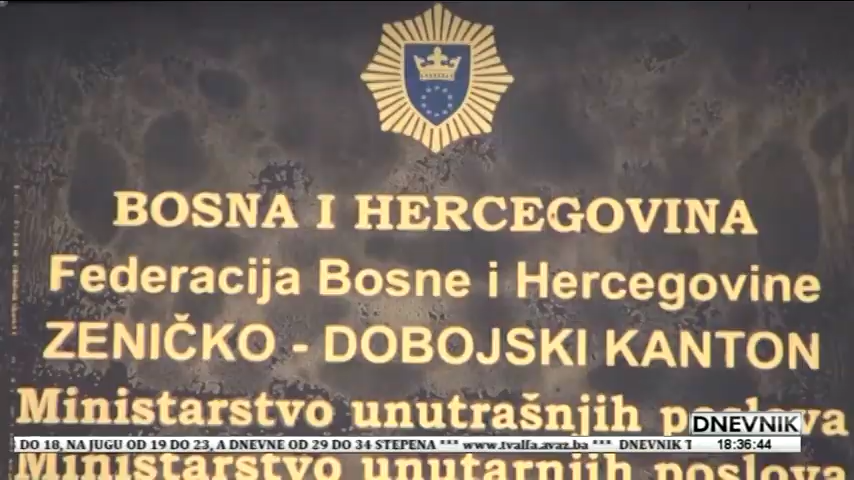 BOSNA I HERCEGOVINA
Federacija Bosne i Hercegovine
ZENIČKO - DOBOJSKI KANTON
Ministarstvo unutrašnjih poslova
DNEVNIK
DO 18, NA JUGU OD 19 DO 23, A DNEVNE OD 29 DO 34 STEPENA *** www.tvalfa.avaz.ba *** DNEVNIK T
18:36:44
Ministarstvo unutarnjih poslova